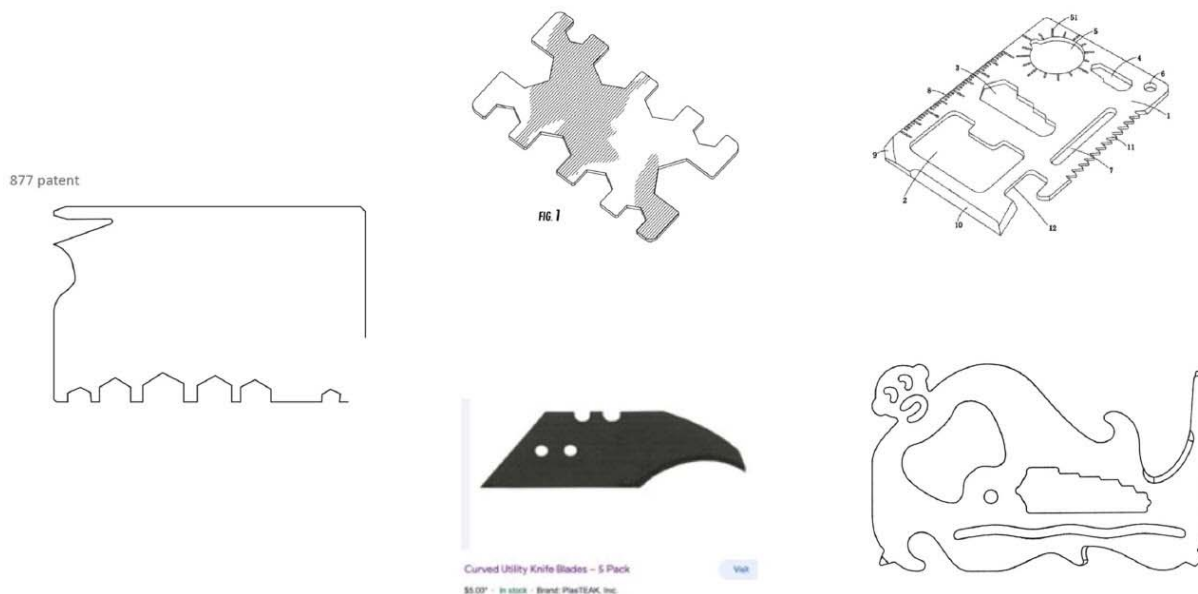 877 patent
FIG. 1
51
5
3
4
6
8
1
11
9
7
2
10
12
Curved Utility Knife Blades – 5 Pack
Visit
$5.00* · In stock · Brand: PlasTEAK, Inc.